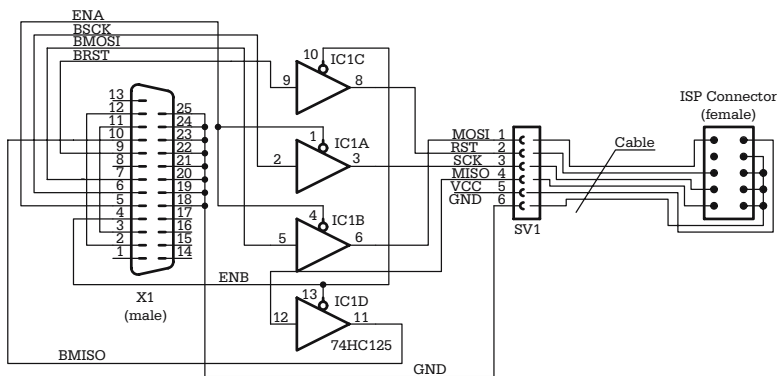 ENA
BSCK
BMOSI
BRST
10
IC1C
9
8
13
12
11
10
9
8
7
6
5
4
3
2
1
25
24
23
22
21
20
19
18
17
16
15
14
X1
(male)
1
IC1A
2
3
4
IC1B
5
6
ENB
13
IC1D
12
11
74HC125
BMISO
GND
MOSI 1
RST 2
SCK 3
MISO 4
VCC 5
GND 6
SV1
Cable
ISP Connector
(female)